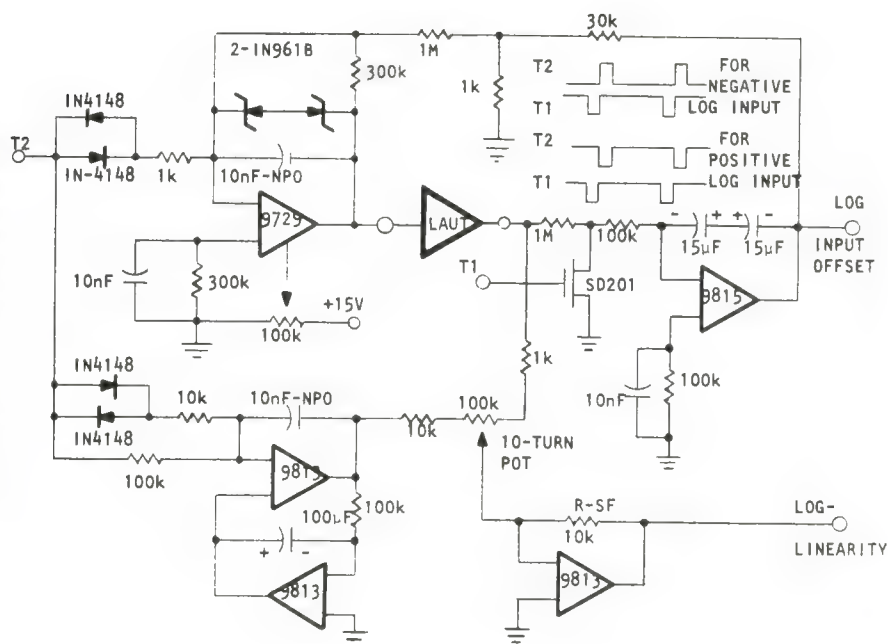 2-IN961B
1M
30k
300k
1k
T2
FOR
NEGATIVE
T1
LOG INPUT
T2
FOR
POSITIVE
T1
LOG INPUT
IN4148
T2
IN-4148
1k
10nF-NPO
9729
LAUT
1M
100k
- + + -
15µF
15µF
LOG
INPUT
OFFSET
10nF
300k
+15V
100k
T1
SD201
9815
1k
10nF
100k
IN4148
10k
10nF-NPO
IN4148
100k
9813
10k
100k
10-TURN
POT
100k
100µF
+ -
9813
R-SF
10k
9813
LOG-
LINEARITY